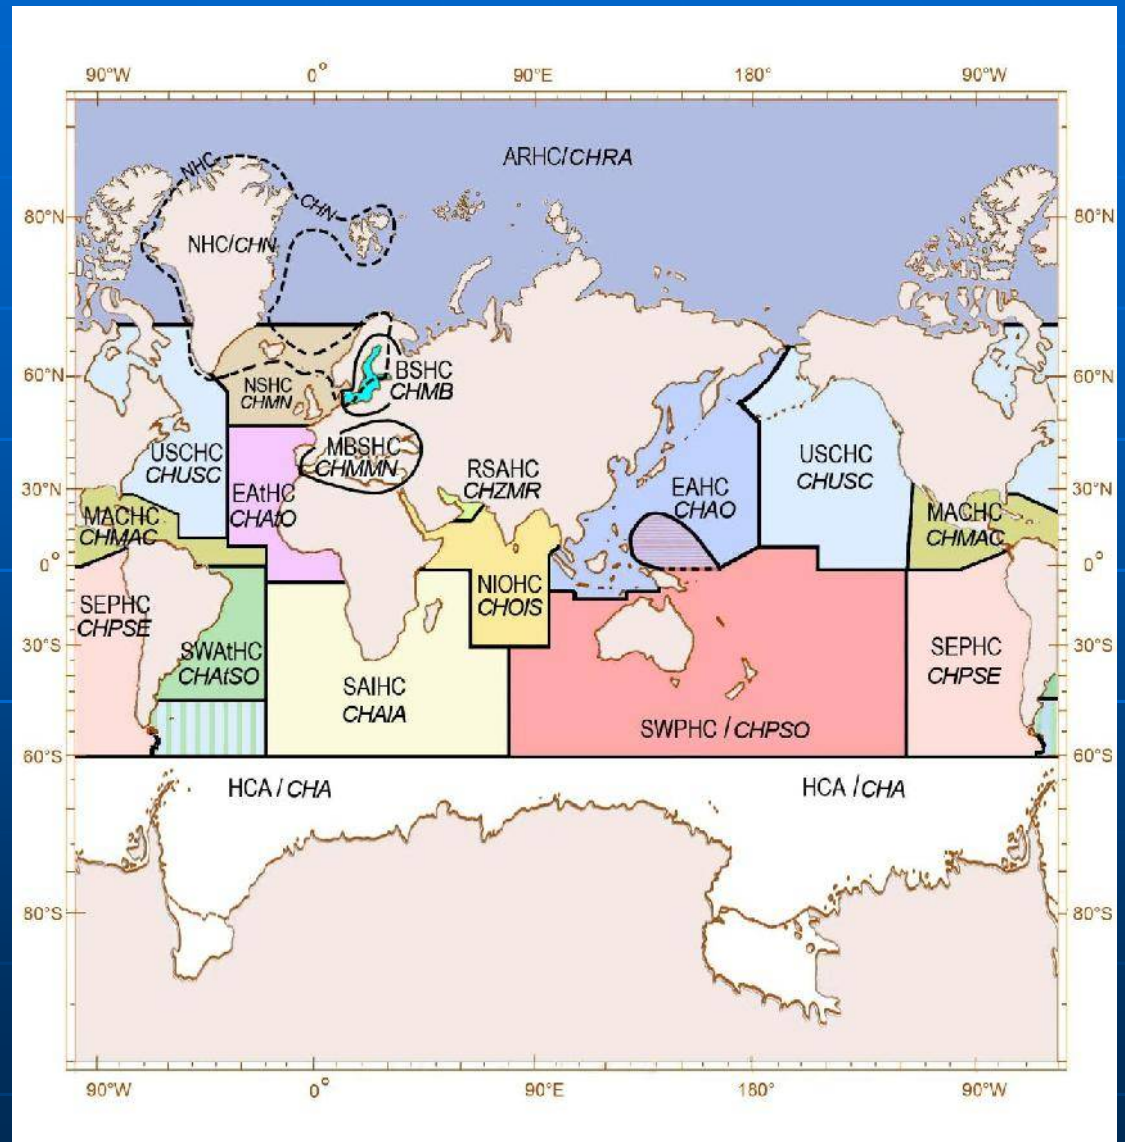 90°W 0° 90°E 180° 90°W
ARHC/CHRA
NHC
CHN
80°N 80°N
NHC/CHN
60°N 60°N
BSHC
CHMB
NSHC
CHMN
MBSHC
CHMMN
USCHC
CHUSC
USCHC
CHUSC
RSAHC
CHZMR
30°N 30°N
EAtHC
CHAtO
EAHC
CHAO
MACHC
CHMAC
MACHC
CHMAC
0° 0°
NIOHC
CHOIS
SEPHC
CHPSE
30°S 30°S
SWAtHC
CHAtSO
SEPHC
CHPSE
SAIHC
CHAIA
SWPHC / CHPSO
60°S 60°S
HCA / CHA HCA / CHA
80°S 80°S
90°W 0° 90°E 180° 90°W